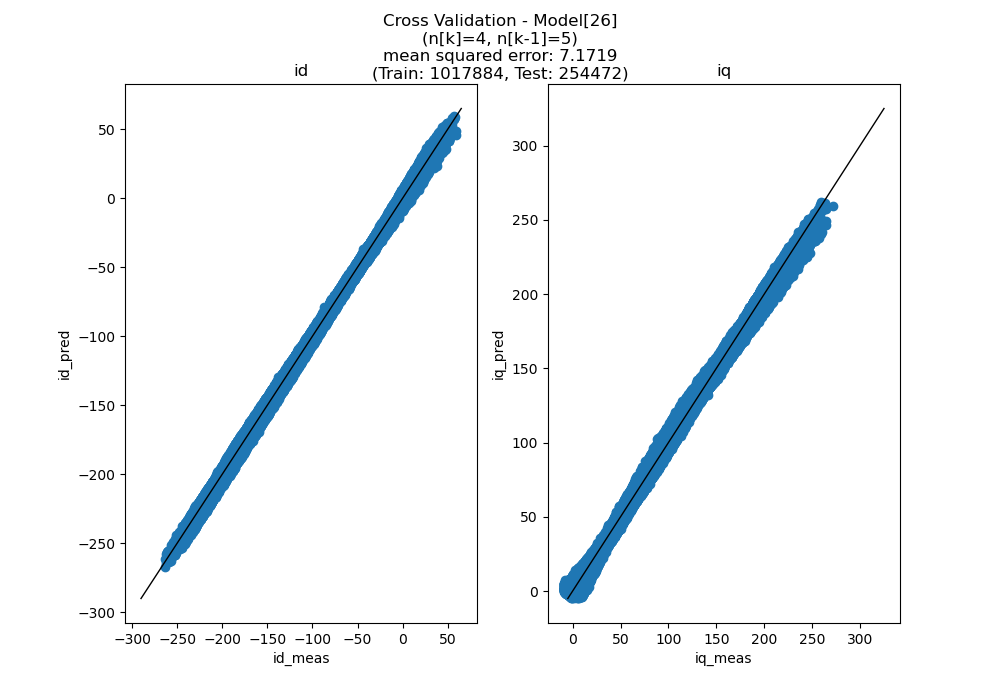 Cross Validation - Model[26]
(n[k]=4, n[k-1]=5)
mean squared error: 7.1719
(Train: 1017884, Test: 254472)
id
50
0
−50
−100
−150
−200
−250
−300
id_pred
−300 −250 −200 −150 −100 −50 0 50
id_meas
iq
300
250
200
150
100
50
0
iq_pred
0 50 100 150 200 250 300
iq_meas